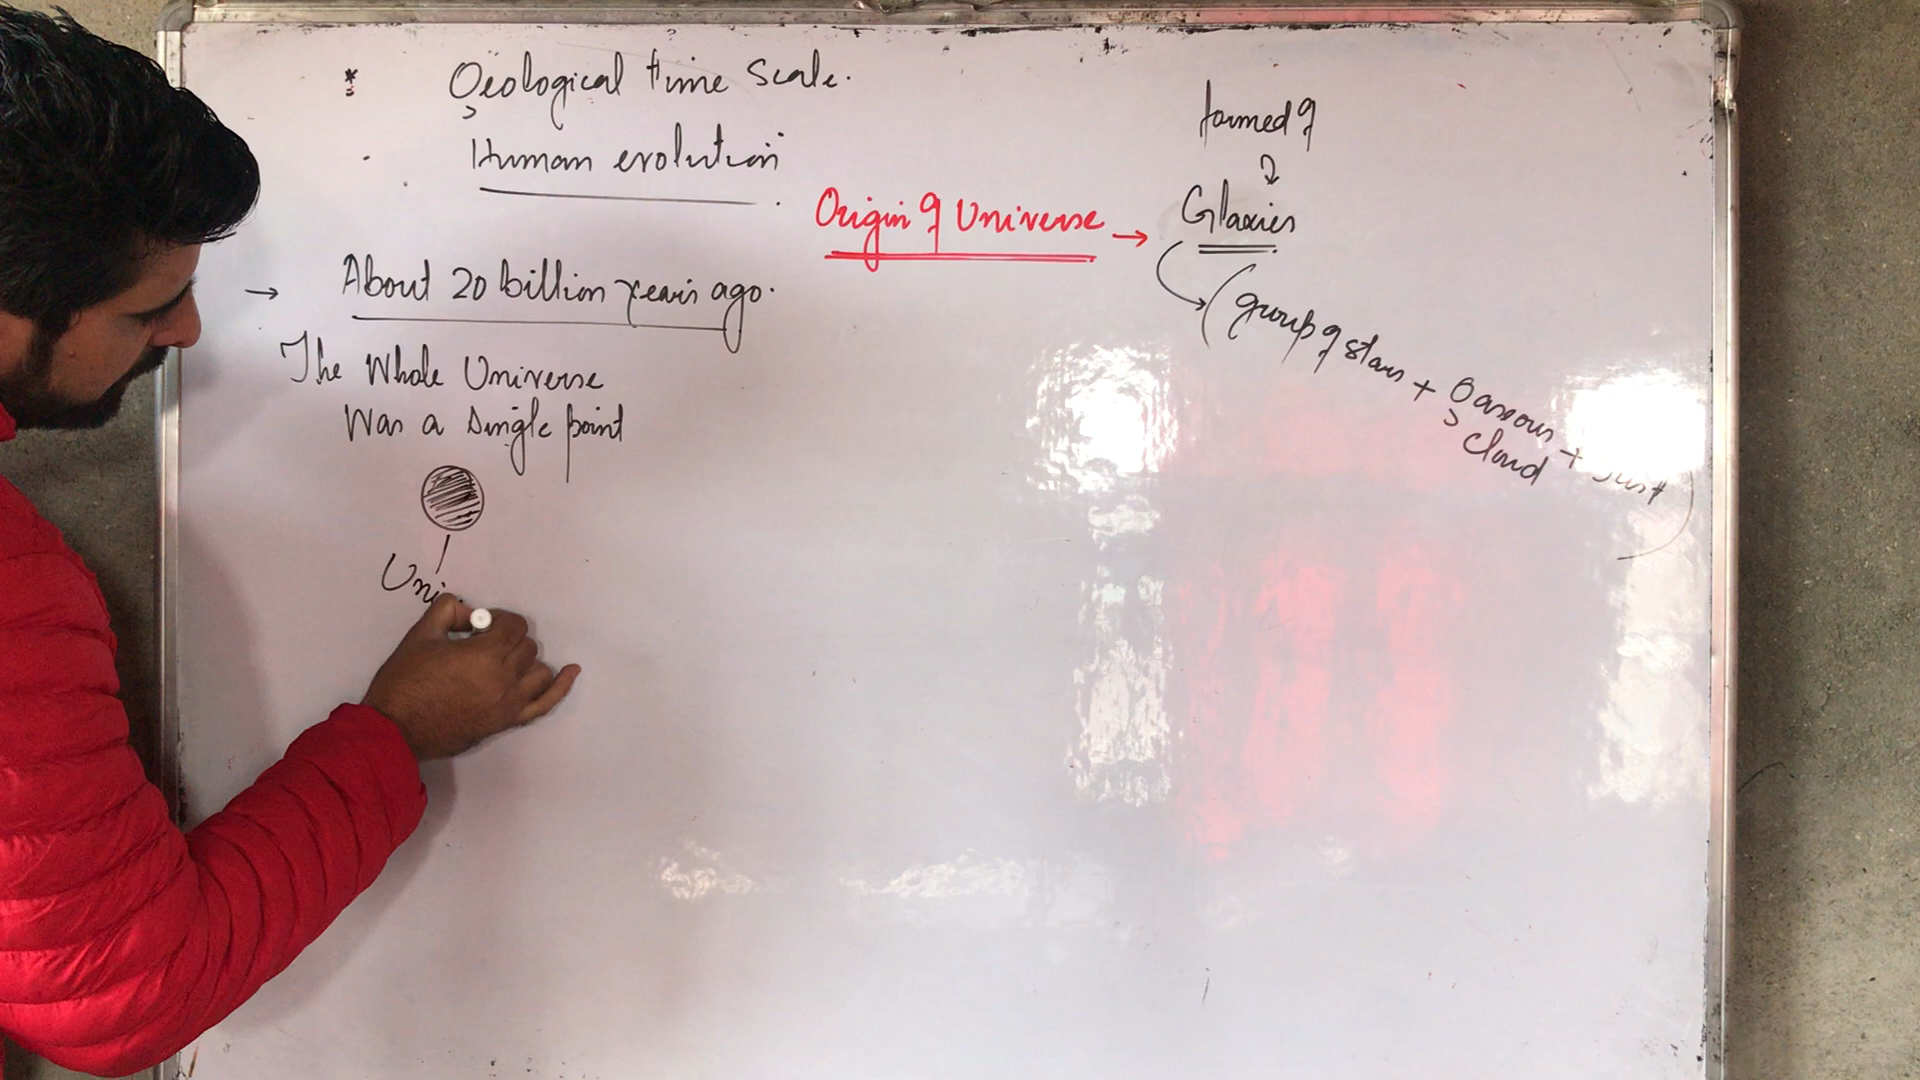 Geological time Scale.
Human evolution
Origin of Universe →
formed of
Glaxies
(group of stars + Gaseous cloud + Dust)
→ About 20 billion years ago.
The Whole Universe
Was a single point
Uni